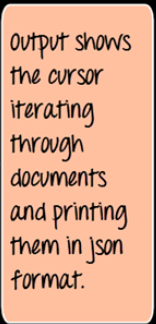 Output shows
the cursor
iterating
through
documents
and printing
them in json
format.